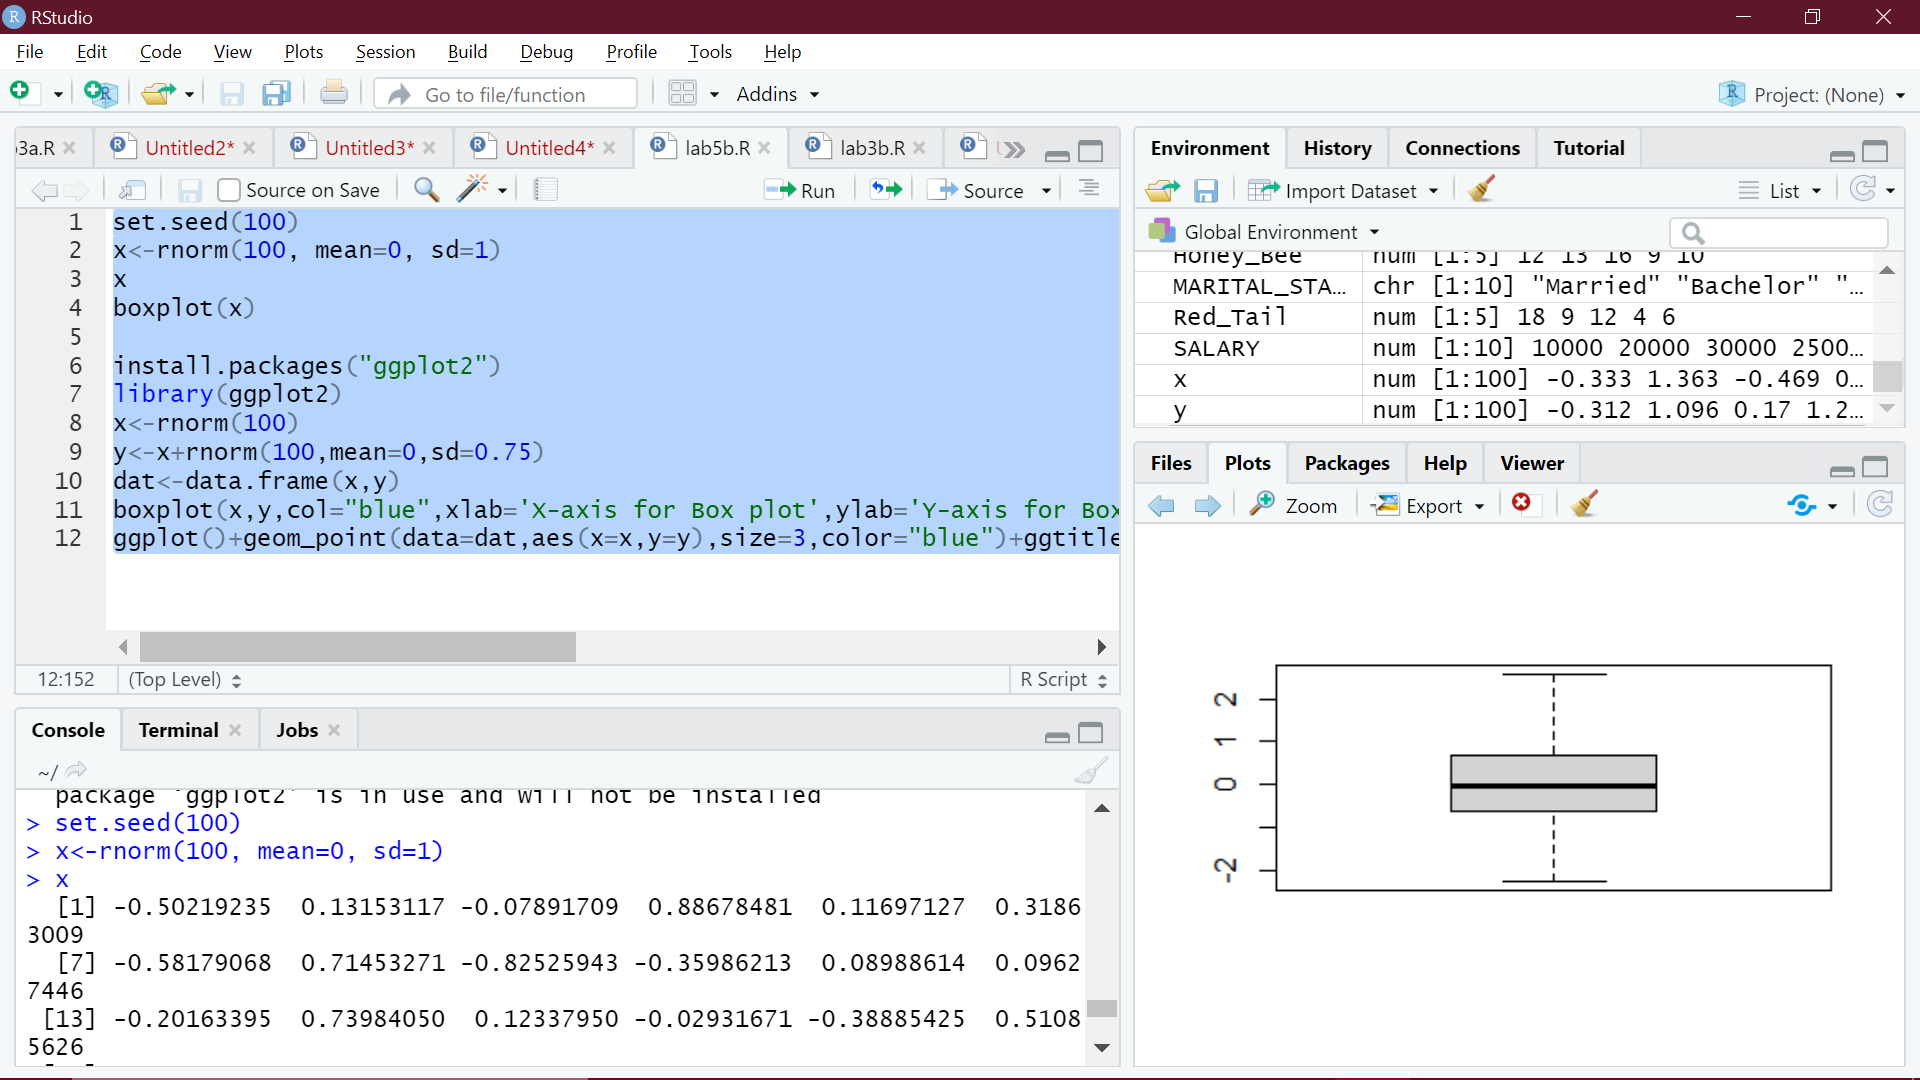 RStudio
File Edit Code View Plots Session Build Debug Profile Tools Help
Go to file/function Addins Project: (None)
3a.R Untitled2* Untitled3* Untitled4* lab5b.R lab3b.R
Source on Save Run Source
1 set.seed(100)
2 x<-rnorm(100, mean=0, sd=1)
3 x
4 boxplot(x)
5
6 install.packages("ggplot2")
7 library(ggplot2)
8 x<-rnorm(100)
9 y<-x+rnorm(100,mean=0,sd=0.75)
10 dat<-data.frame(x,y)
11 boxplot(x,y,col="blue",xlab='X-axis for Box plot',ylab='Y-axis for Box
12 ggplot()+geom_point(data=dat,aes(x=x,y=y),size=3,color="blue")+ggtitle
12:152 (Top Level) R Script
Console Terminal Jobs
~/
package ‘ggplot2’ is in use and will not be installed
> set.seed(100)
> x<-rnorm(100, mean=0, sd=1)
> x
[1] -0.50219235 0.13153117 -0.07891709 0.88678481 0.11697127 0.3186
3009
[7] -0.58179068 0.71453271 -0.82525943 -0.35986213 0.08988614 0.0962
7446
[13] -0.20163395 0.73984050 0.12337950 -0.02931671 -0.38885425 0.5108
5626
Environment History Connections Tutorial
Import Dataset List
Global Environment
Honey_Bee num [1:5] 12 13 16 9 10
MARITAL_STA... chr [1:10] "Married" "Bachelor" "...
Red_Tail num [1:5] 18 9 12 4 6
SALARY num [1:10] 10000 20000 30000 2500...
x num [1:100] -0.333 1.363 -0.469 0...
y num [1:100] -0.312 1.096 0.17 1.2...
Files Plots Packages Help Viewer
Zoom Export
2
1
0
-2